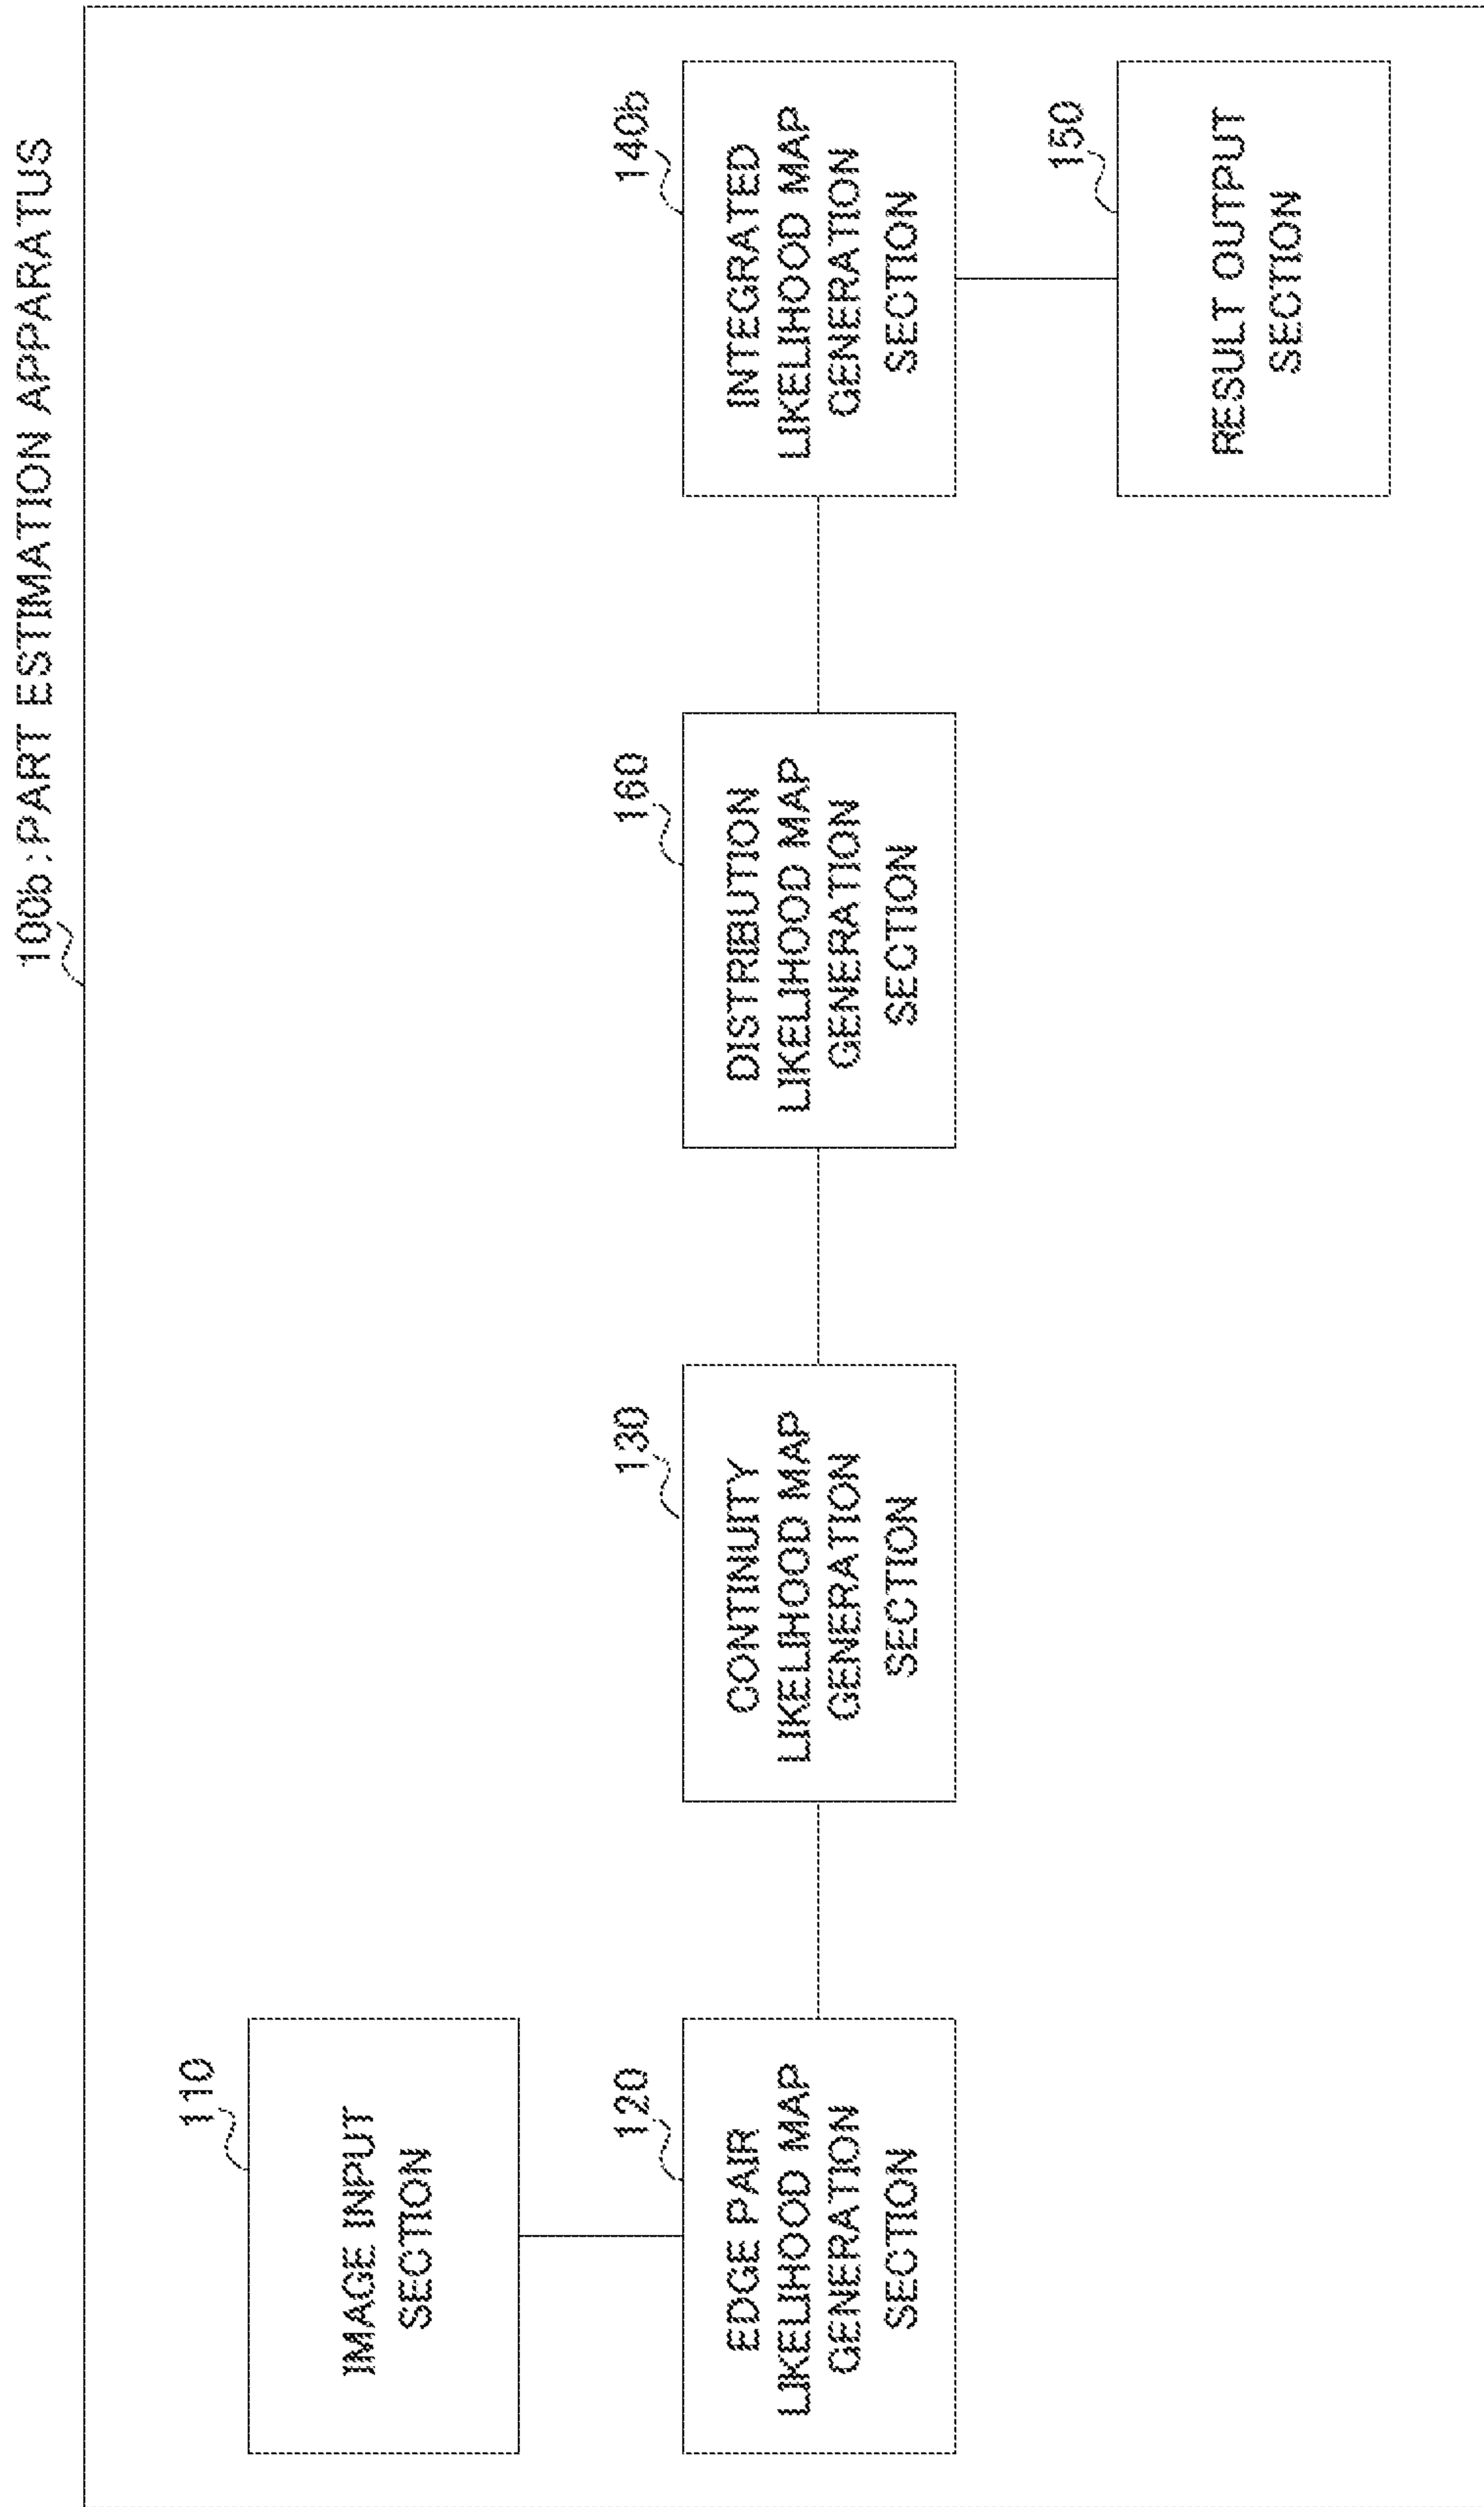 100b : PART ESTIMATION APPARATUS
110
IMAGE INPUT
SECTION
120
EDGE PAIR
LIKELIHOOD MAP
GENERATION
SECTION
130
CONTINUITY
LIKELIHOOD MAP
GENERATION
SECTION
160
DISTRIBUTION
LIKELIHOOD MAP
GENERATION
SECTION
140b
INTEGRATED
LIKELIHOOD MAP
GENERATION
SECTION
150
RESULT OUTPUT
SECTION